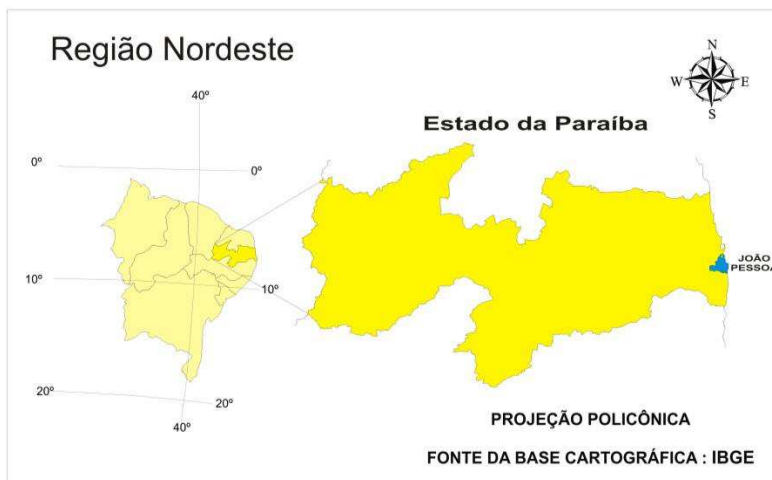 Região Nordeste
N
W E
S
40º
Estado da Paraíba
0º
0º
JOÃO
PESSOA
10º
10º
20º
20º
40º
PROJEÇÃO POLICÔNICA
FONTE DA BASE CARTOGRÁFICA : IBGE